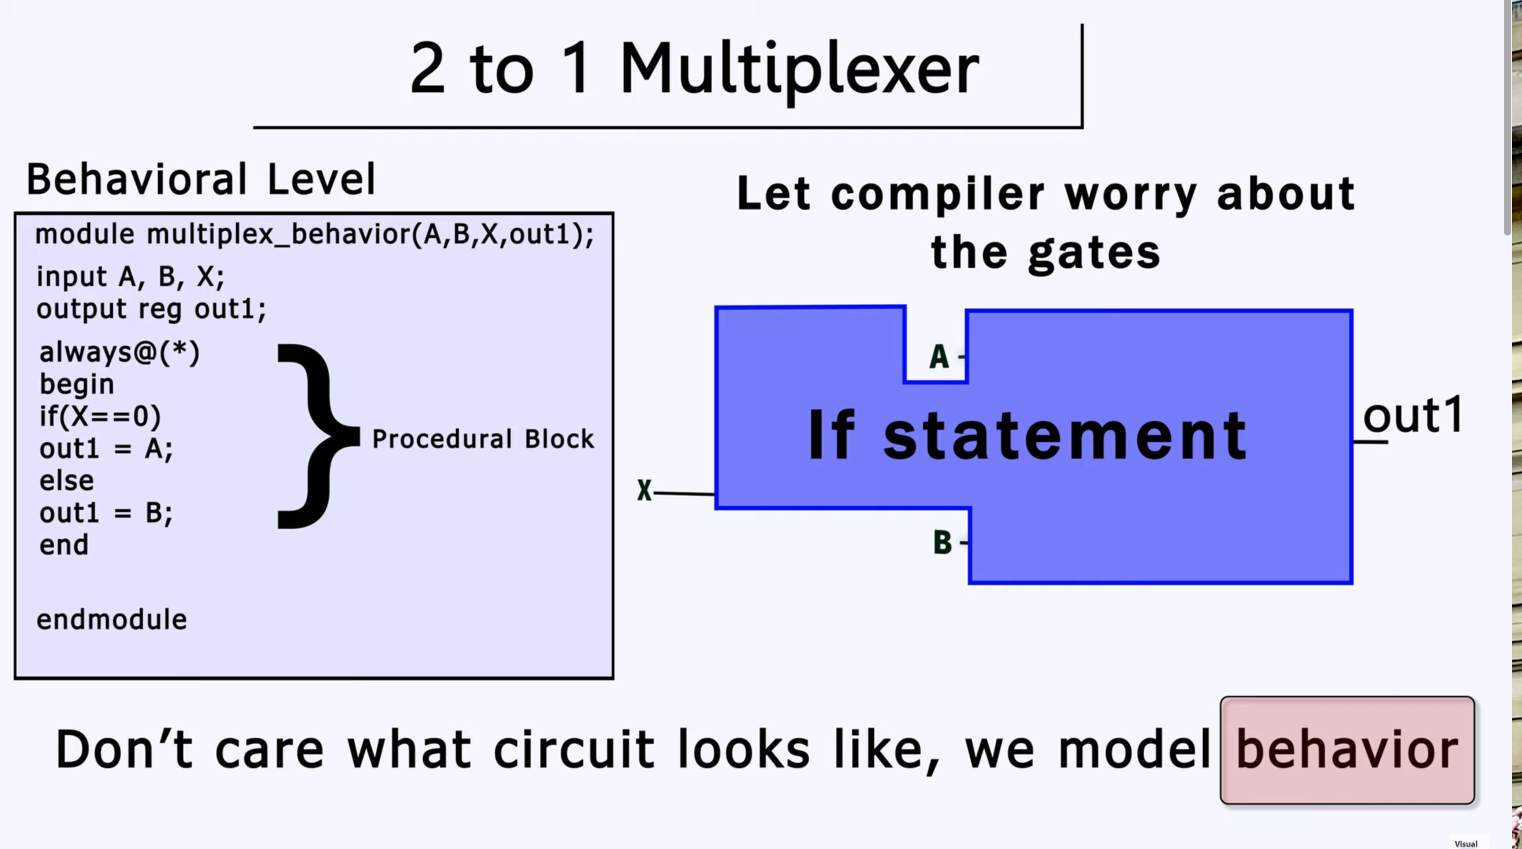 2 to 1 Multiplexer
Behavioral Level
module multiplex_behavior(A,B,X,out1);
input A, B, X;
output reg out1;
always@(*)
begin
if(X==0)
out1 = A;
else
out1 = B;
end
endmodule
}
Procedural Block
Let compiler worry about
the gates
A
If statement
out1
X
B
Don't care what circuit looks like, we model behavior
Visual